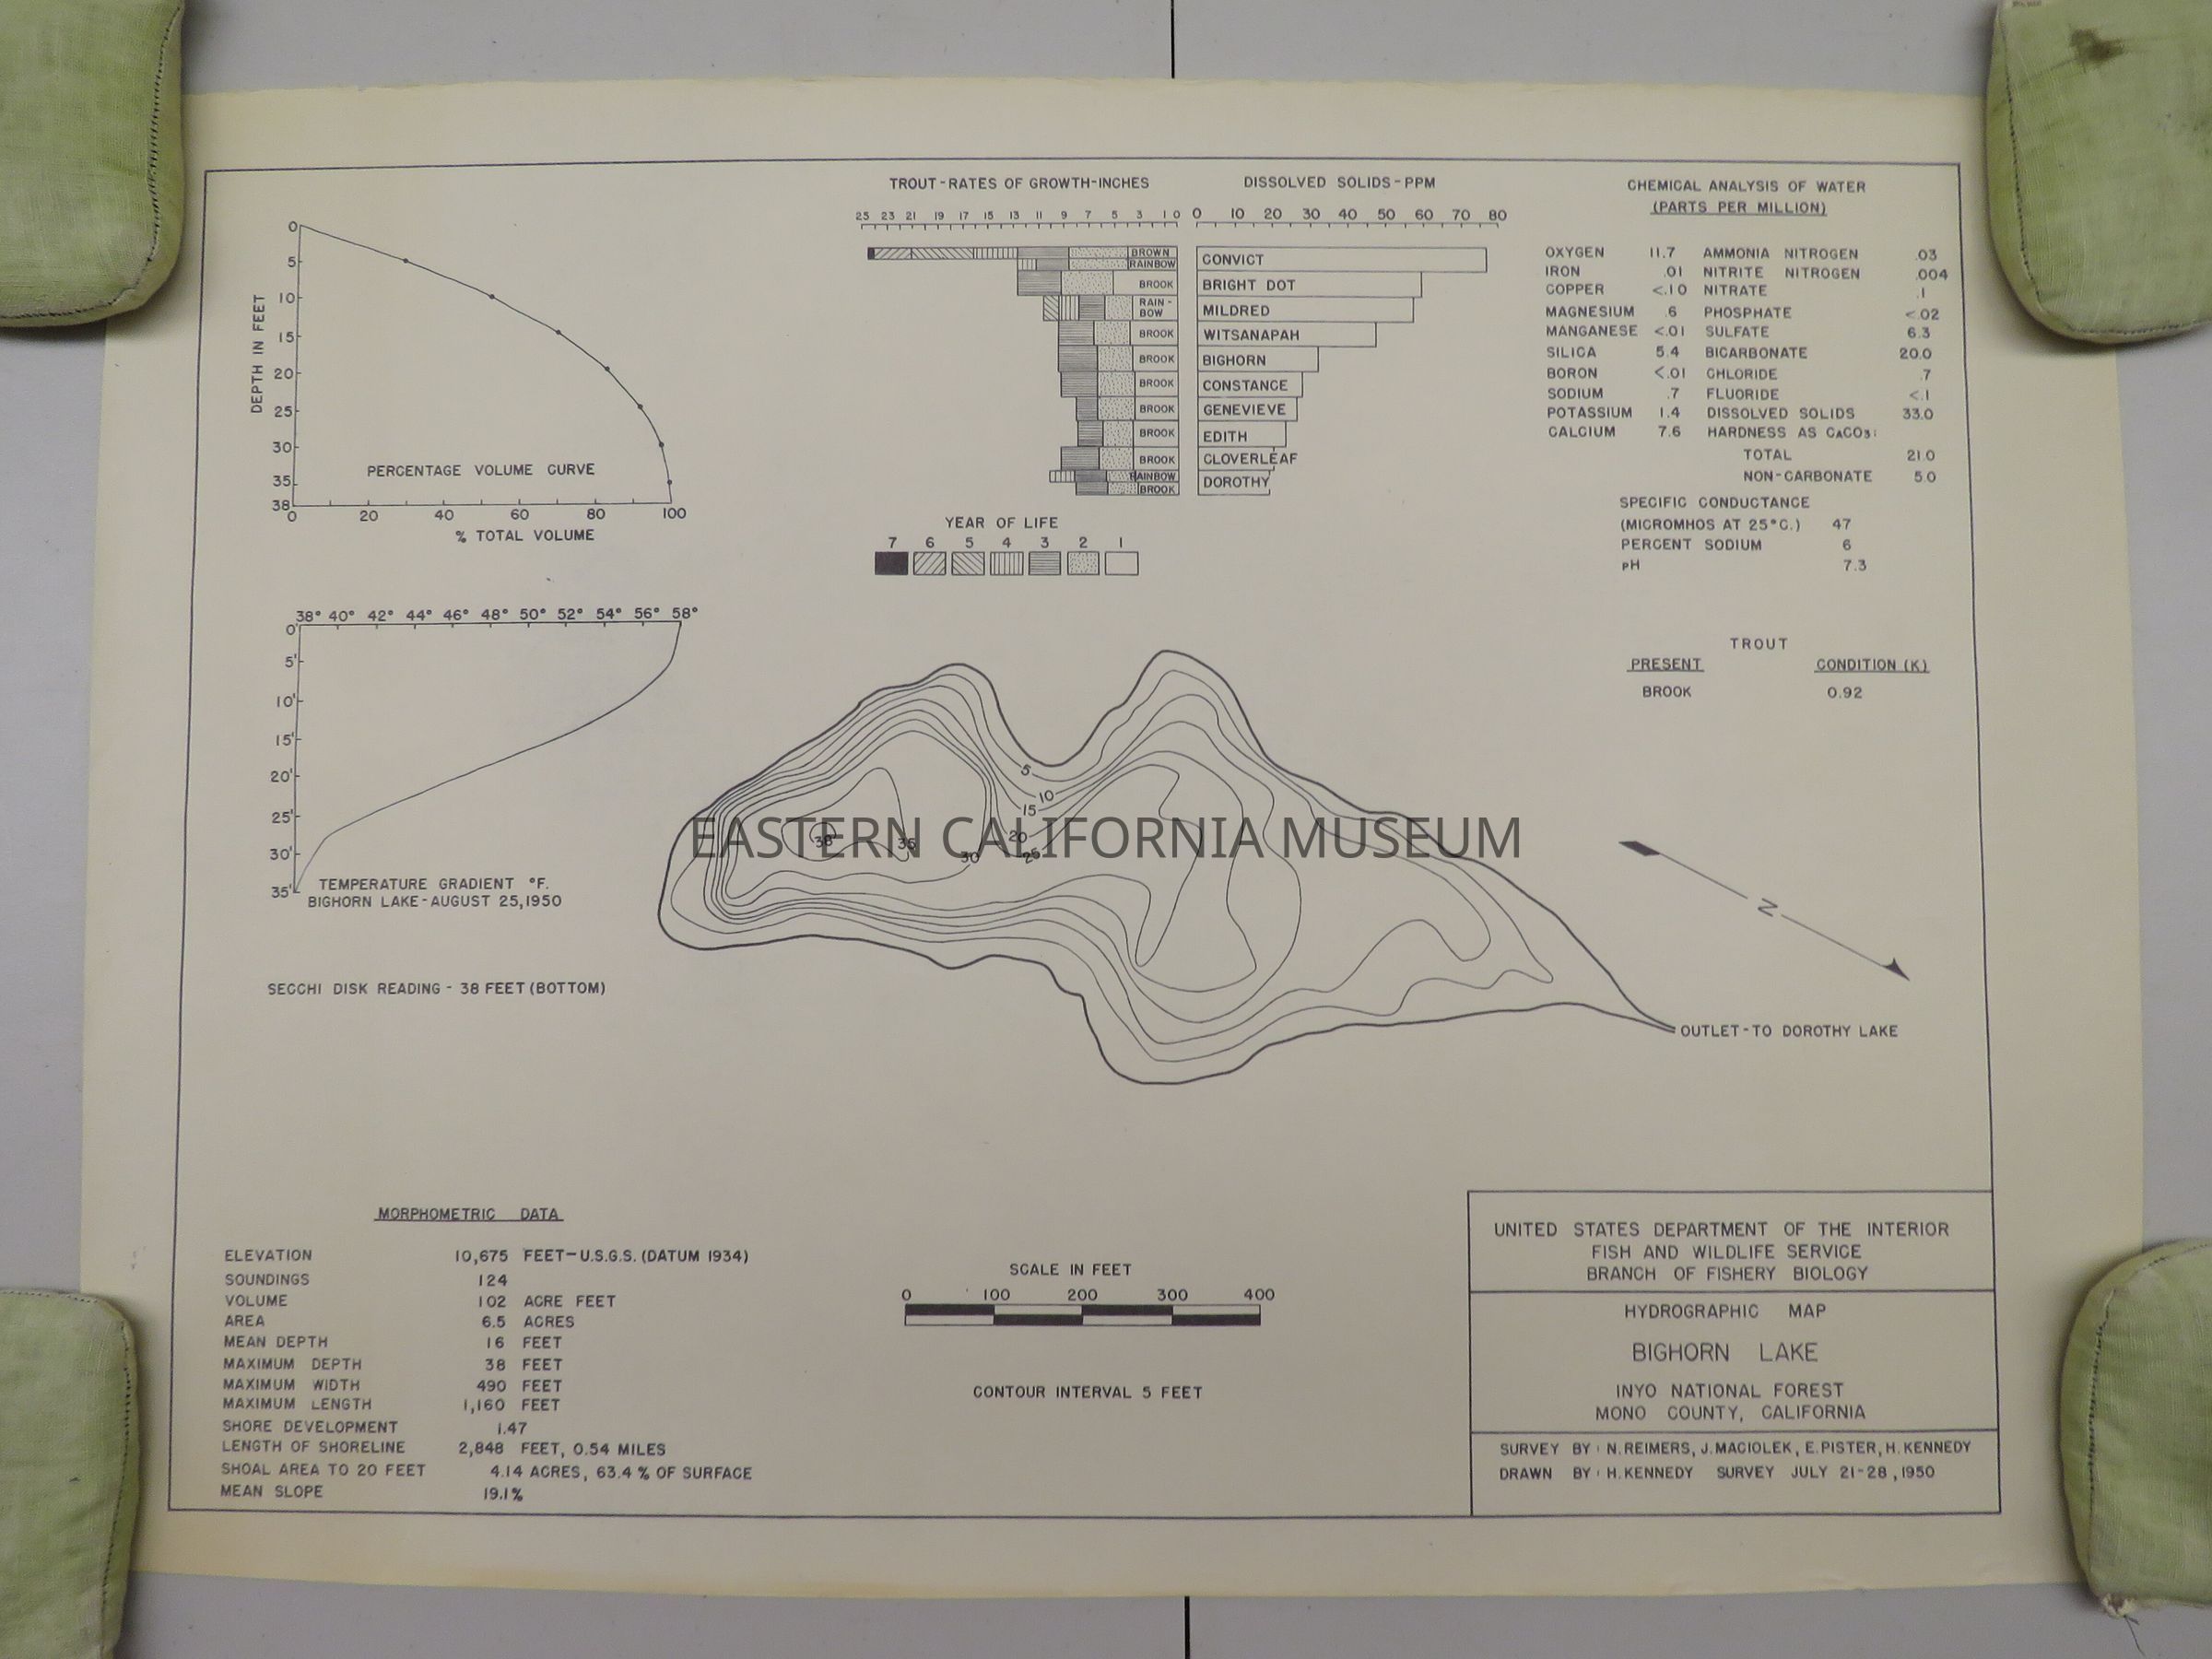 TROUT-RATES OF GROWTH-INCHES
25 23 21 19 17 15 13 11 9 7 5 3 1 0
BROWN
RAINBOW
BROOK
RAIN-
BOW
BROOK
BROOK
BROOK
BROOK
BROOK
BROOK
RAINBOW
BROOK
YEAR OF LIFE
7 6 5 4 3 2 1
DISSOLVED SOLIDS-PPM
0 10 20 30 40 50 60 70 80
CONVICT
BRIGHT DOT
MILDRED
WITSANAPAH
BIGHORN
CONSTANCE
GENEVIEVE
EDITH
CLOVERLEAF
DOROTHY
CHEMICAL ANALYSIS OF WATER
(PARTS PER MILLION)
OXYGEN 11.7 AMMONIA NITROGEN .03
IRON .01 NITRITE NITROGEN .004
COPPER <.10 NITRATE .1
MAGNESIUM .6 PHOSPHATE <.02
MANGANESE <.01 SULFATE 6.3
SILICA 5.4 BICARBONATE 20.0
BORON <.01 CHLORIDE .7
SODIUM .7 FLUORIDE <.1
POTASSIUM 1.4 DISSOLVED SOLIDS 33.0
CALCIUM 7.6 HARDNESS AS CACO3:
TOTAL 21.0
NON-CARBONATE 5.0
SPECIFIC CONDUCTANCE
(MICROMHOS AT 25°C.) 47
PERCENT SODIUM 6
pH 7.3
TROUT
PRESENT CONDITION (K)
BROOK 0.92
DEPTH IN FEET
0
5
10
15
20
25
30
35
38
PERCENTAGE VOLUME CURVE
0 20 40 60 80 100
% TOTAL VOLUME
38° 40° 42° 44° 46° 48° 50° 52° 54° 56° 58°
0'
5'
10'
15'
20'
25'
30'
35'
TEMPERATURE GRADIENT °F.
BIGHORN LAKE-AUGUST 25, 1950
SECCHI DISK READING - 38 FEET (BOTTOM)
5
10
15
20
25
30
35
38
EASTERN CALIFORNIA MUSEUM
N
OUTLET-TO DOROTHY LAKE
MORPHOMETRIC DATA
ELEVATION 10,675 FEET-U.S.G.S. (DATUM 1934)
SOUNDINGS 124
VOLUME 102 ACRE FEET
AREA 6.5 ACRES
MEAN DEPTH 16 FEET
MAXIMUM DEPTH 38 FEET
MAXIMUM WIDTH 490 FEET
MAXIMUM LENGTH 1,160 FEET
SHORE DEVELOPMENT 1.47
LENGTH OF SHORELINE 2,848 FEET, 0.54 MILES
SHOAL AREA TO 20 FEET 4.14 ACRES, 63.4 % OF SURFACE
MEAN SLOPE 19.1%
SCALE IN FEET
0 100 200 300 400
CONTOUR INTERVAL 5 FEET
UNITED STATES DEPARTMENT OF THE INTERIOR
FISH AND WILDLIFE SERVICE
BRANCH OF FISHERY BIOLOGY
HYDROGRAPHIC MAP
BIGHORN LAKE
INYO NATIONAL FOREST
MONO COUNTY, CALIFORNIA
SURVEY BY: N. REIMERS, J. MACIOLEK, E. PISTER, H. KENNEDY
DRAWN BY: H. KENNEDY SURVEY JULY 21-28, 1950